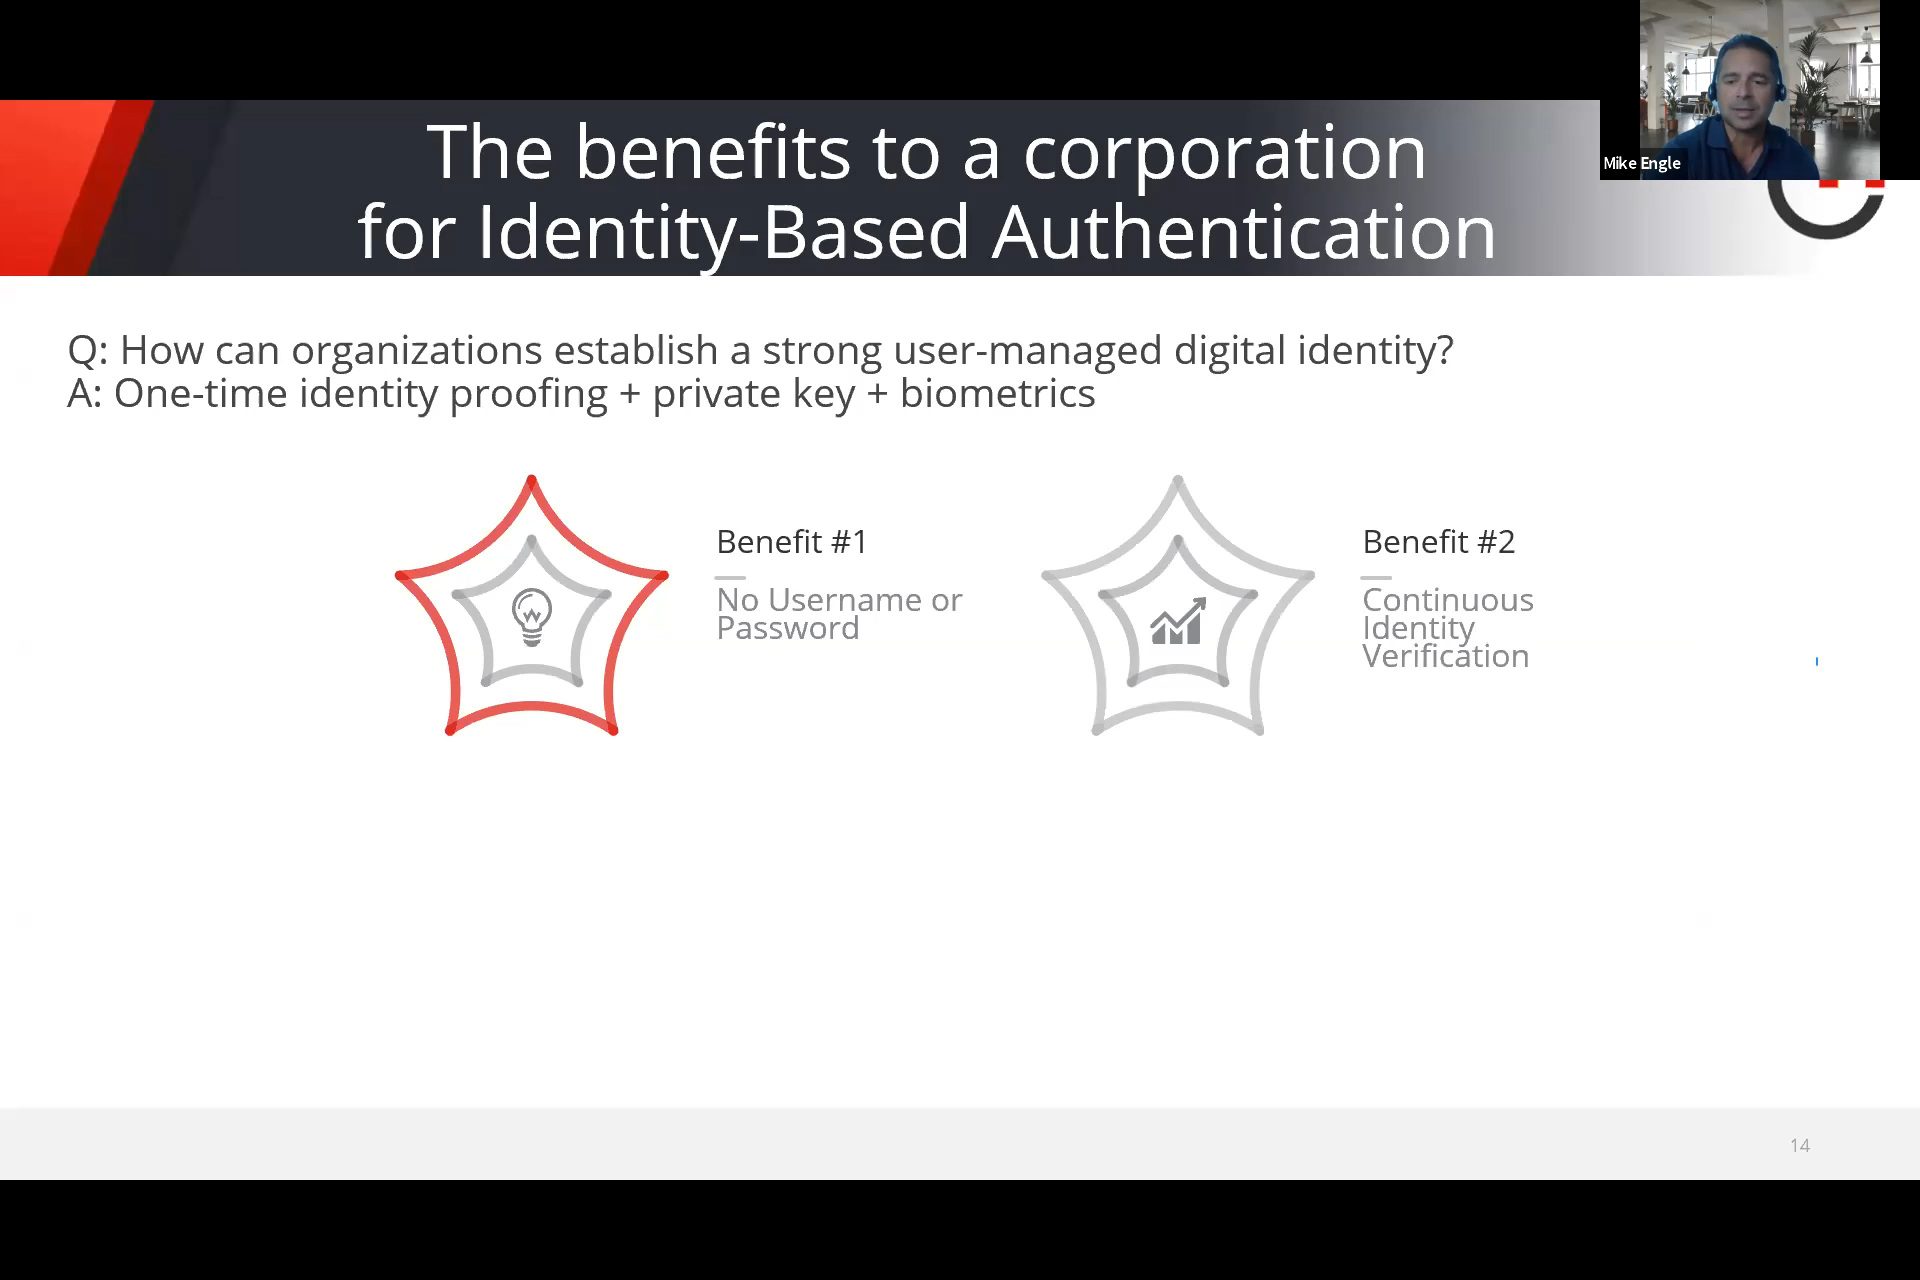 The benefits to a corporation
for Identity-Based Authentication
Mike Engle
Q: How can organizations establish a strong user-managed digital identity?
A: One-time identity proofing + private key + biometrics
Benefit #1
No Username or
Password
Benefit #2
Continuous
Identity
Verification
14